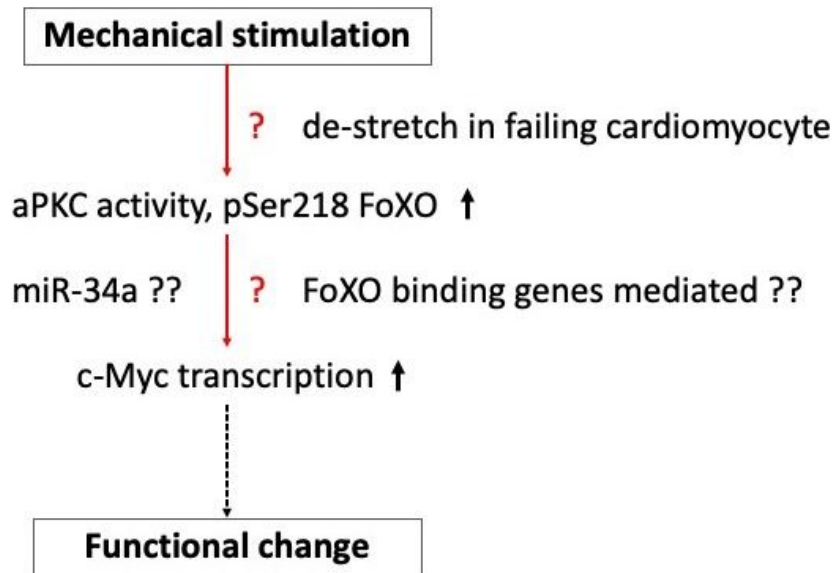 Mechanical stimulation
? de-stretch in failing cardiomyocyte
aPKC activity, pSer218 FoXO ↑
miR-34a ?? ? FoXO binding genes mediated ??
c-Myc transcription ↑
Functional change